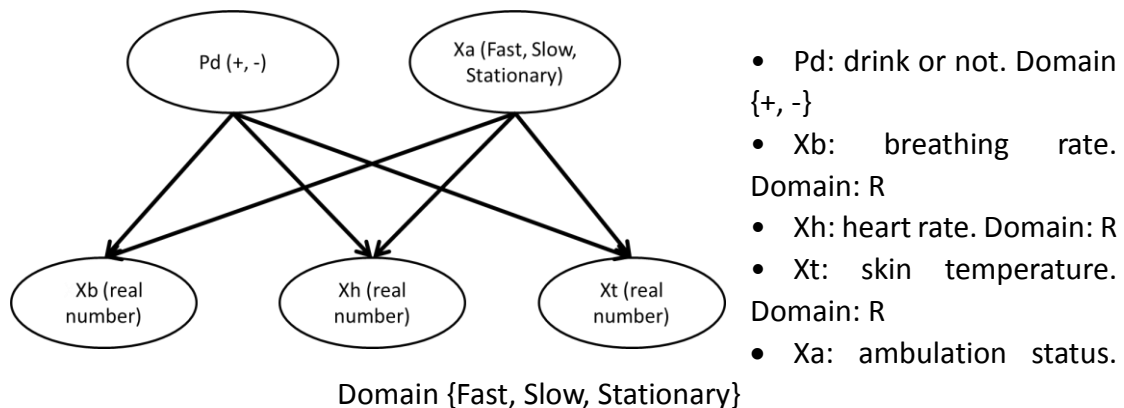 Pd (+, -)
Xa (Fast, Slow,
Stationary)
Xb (real
number)
Xh (real
number)
Xt (real
number)
• Pd: drink or not. Domain
{+, -}
• Xb: breathing rate.
Domain: R
• Xh: heart rate. Domain: R
• Xt: skin temperature.
Domain: R
• Xa: ambulation status.
Domain {Fast, Slow, Stationary}